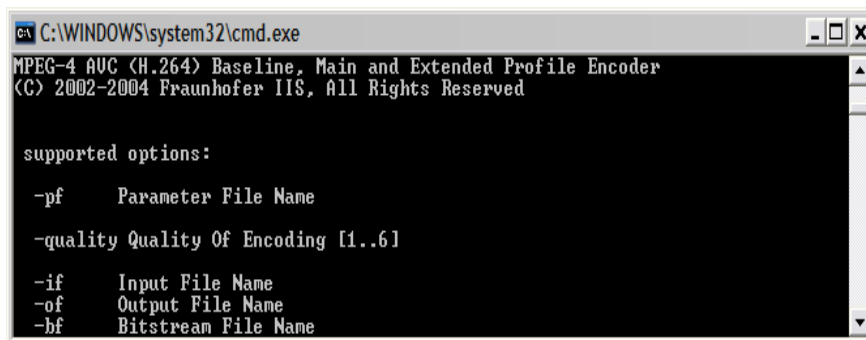 C:\WINDOWS\system32\cmd.exe
MPEG-4 AVC (H.264) Baseline, Main and Extended Profile Encoder
(C) 2002-2004 Fraunhofer IIS, All Rights Reserved
supported options:
-pf Parameter File Name
-quality Quality Of Encoding [1..6]
-if Input File Name
-of Output File Name
-bf Bitstream File Name